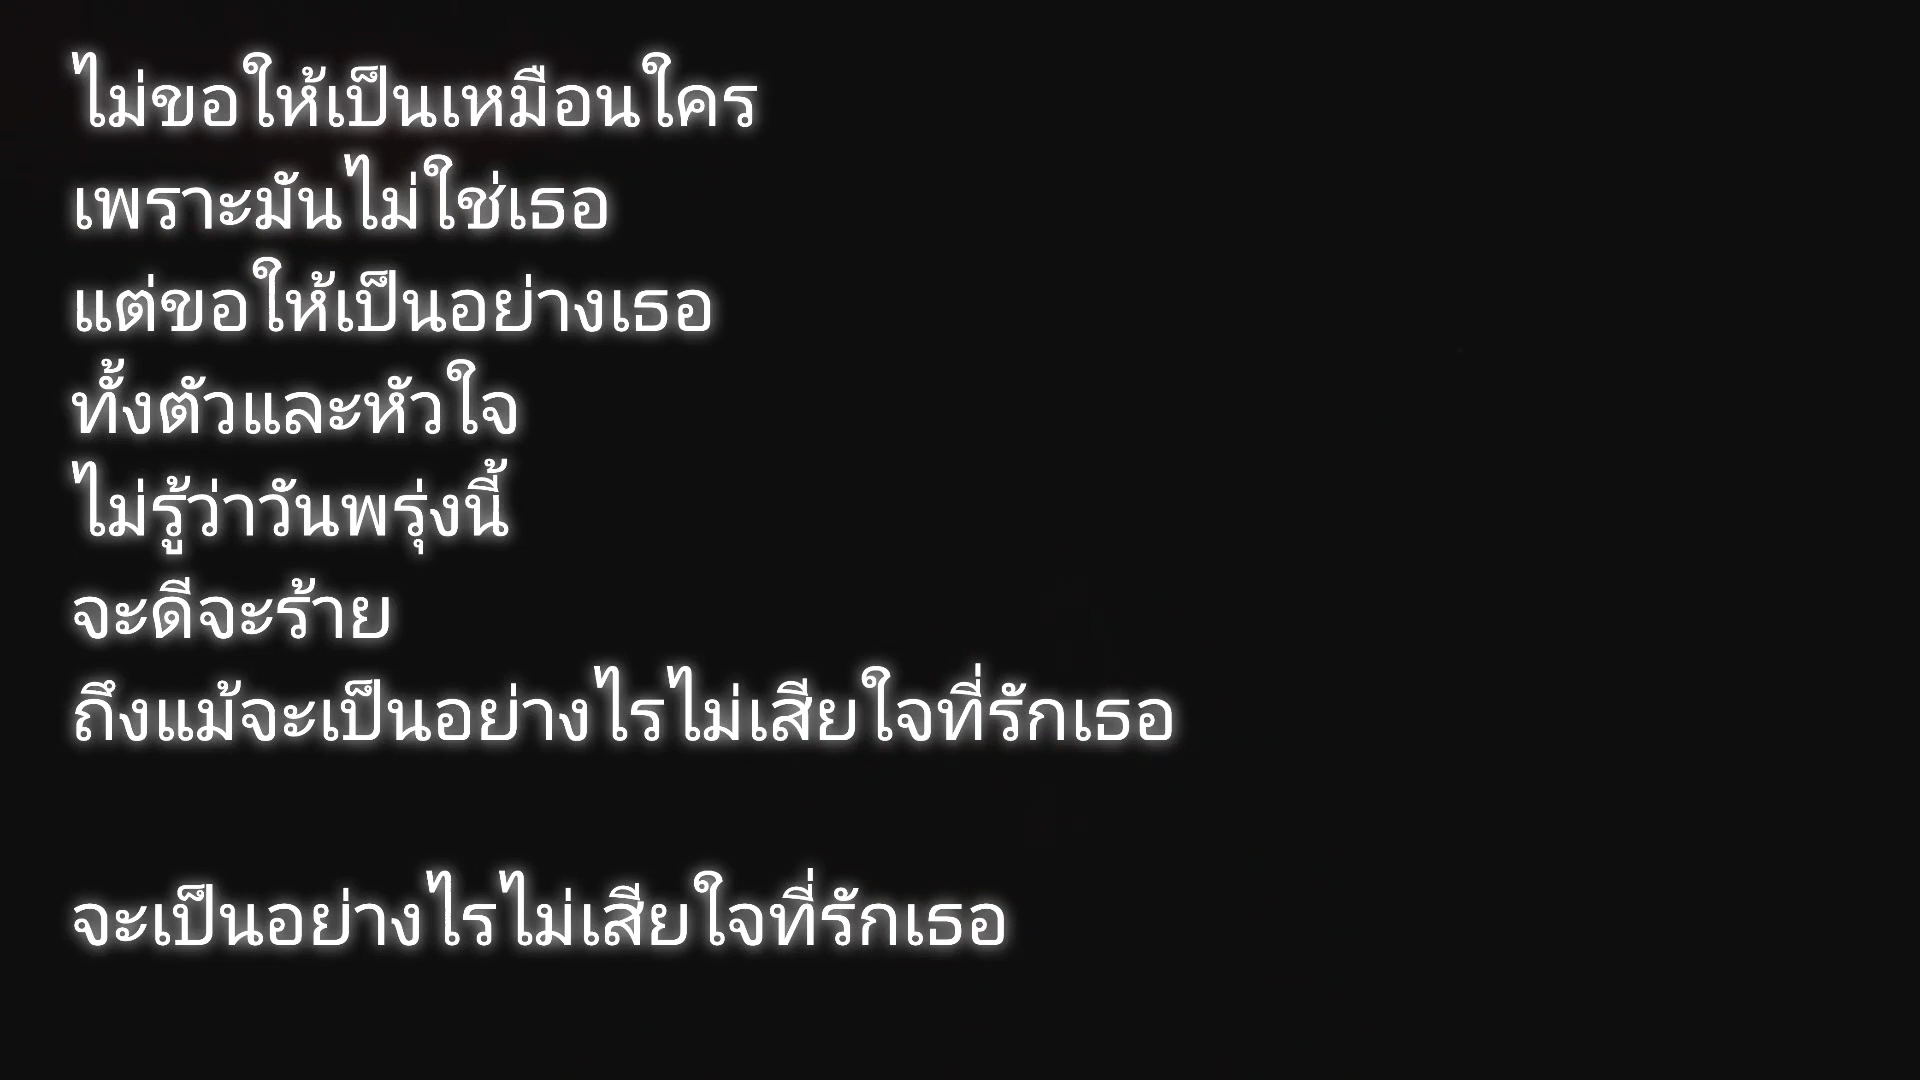 ไม่ขอให้เป็นเหมือนใคร
เพราะมันไม่ใช่เธอ
แต่ขอให้เป็นอย่างเธอ
ทั้งตัวและหัวใจ
ไม่รู้ว่าวันพรุ่งนี้
จะดีจะร้าย
ถึงแม้จะเป็นอย่างไรไม่เสียใจที่รักเธอ
จะเป็นอย่างไรไม่เสียใจที่รักเธอ